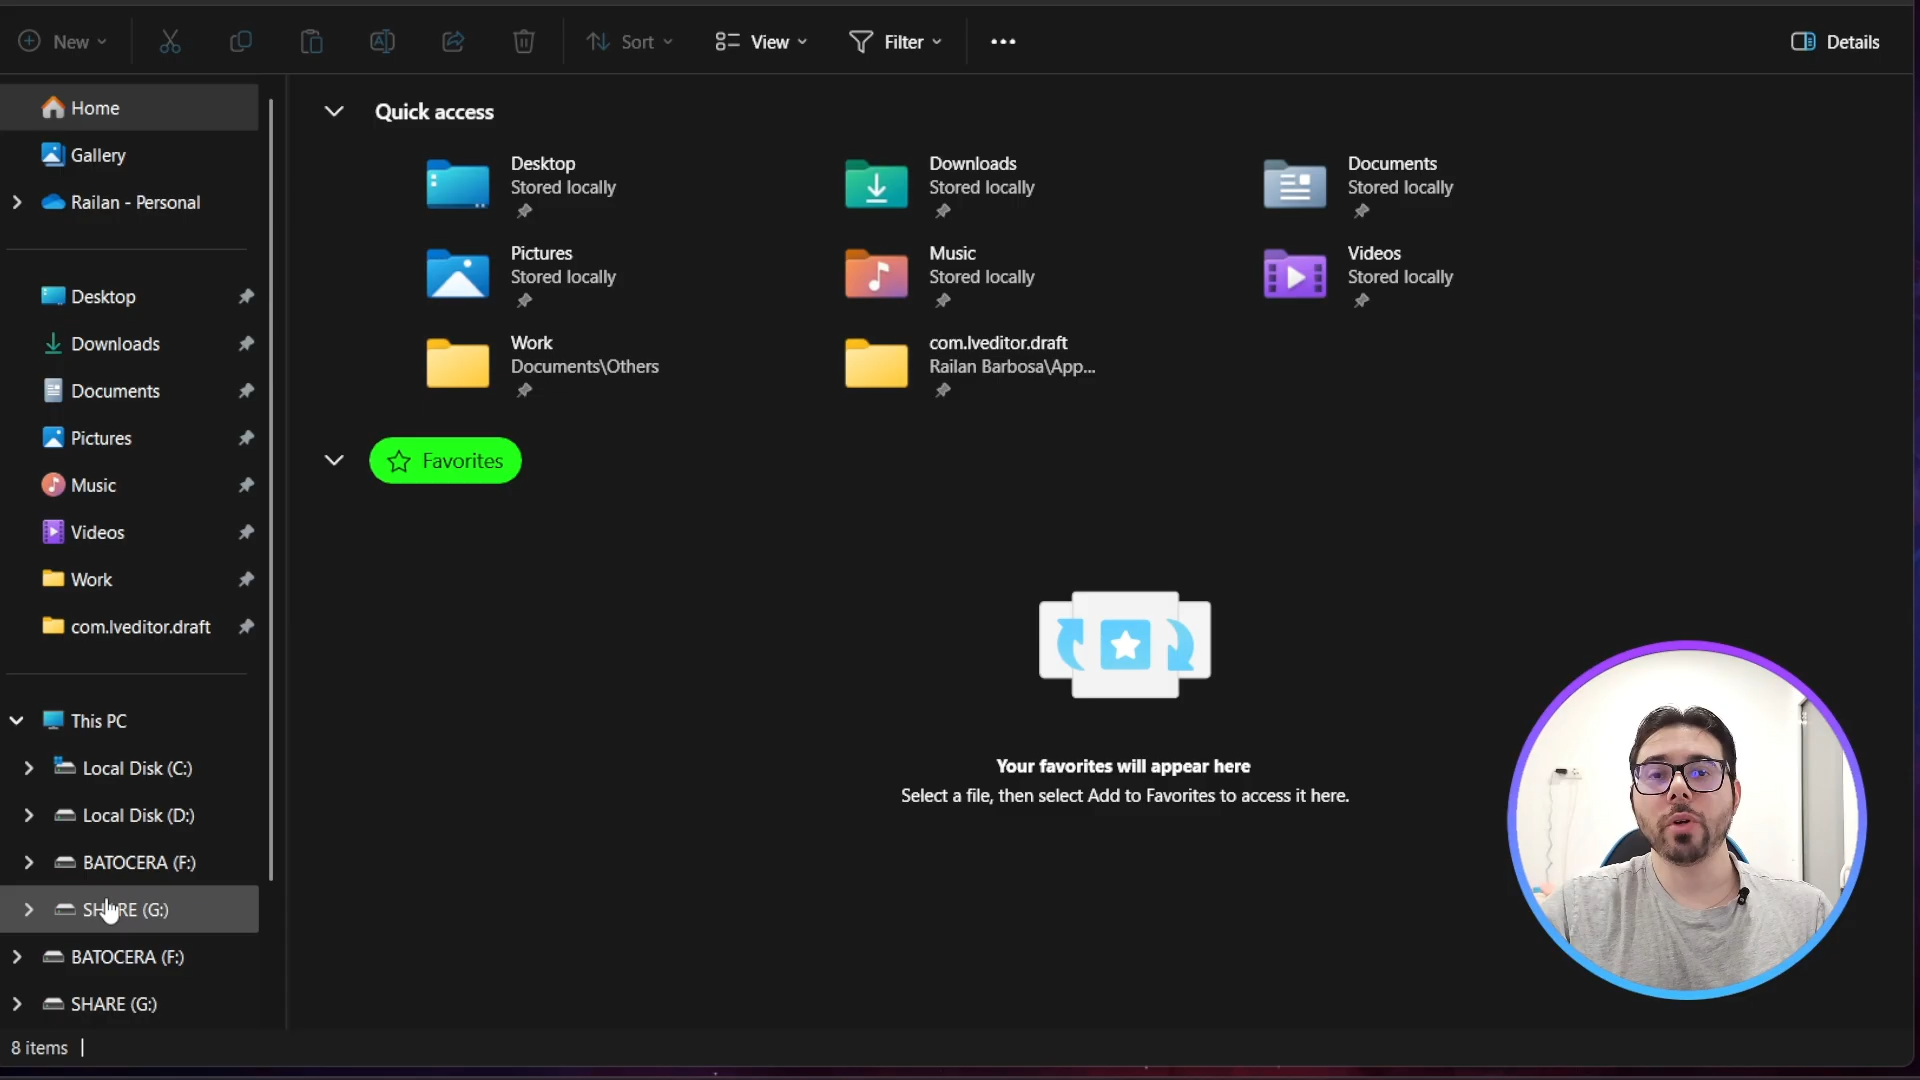 New
Sort
View
Filter
Details
Home
Gallery
Railan - Personal
Desktop
Downloads
Documents
Pictures
Music
Videos
Work
com.lveditor.draft
This PC
Local Disk (C:)
Local Disk (D:)
BATOCERA (F:)
SHARE (G:)
BATOCERA (F:)
SHARE (G:)
8 items
Quick access
Desktop
Stored locally
Downloads
Stored locally
Documents
Stored locally
Pictures
Stored locally
Music
Stored locally
Videos
Stored locally
Work
Documents\Others
com.lveditor.draft
Railan Barbosa\App...
Favorites
Your favorites will appear here
Select a file, then select Add to Favorites to access it here.